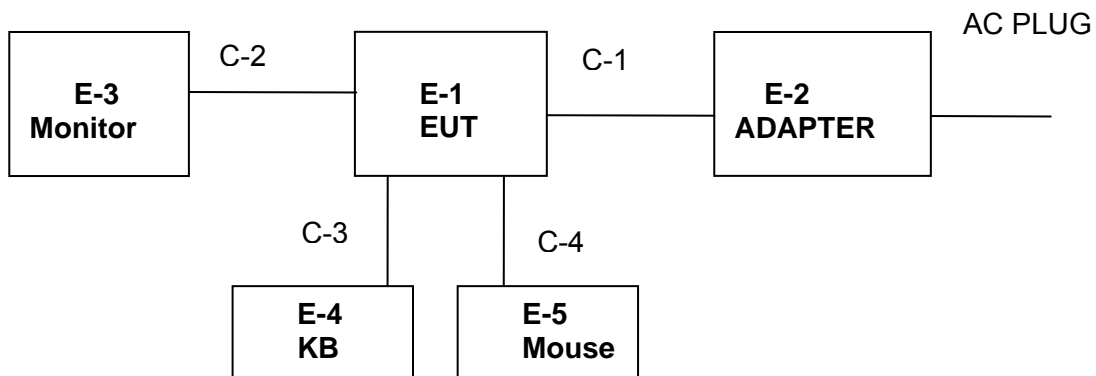 AC PLUG
C-2
C-1
E-3
Monitor
E-1
EUT
E-2
ADAPTER
C-3
C-4
E-4
KB
E-5
Mouse